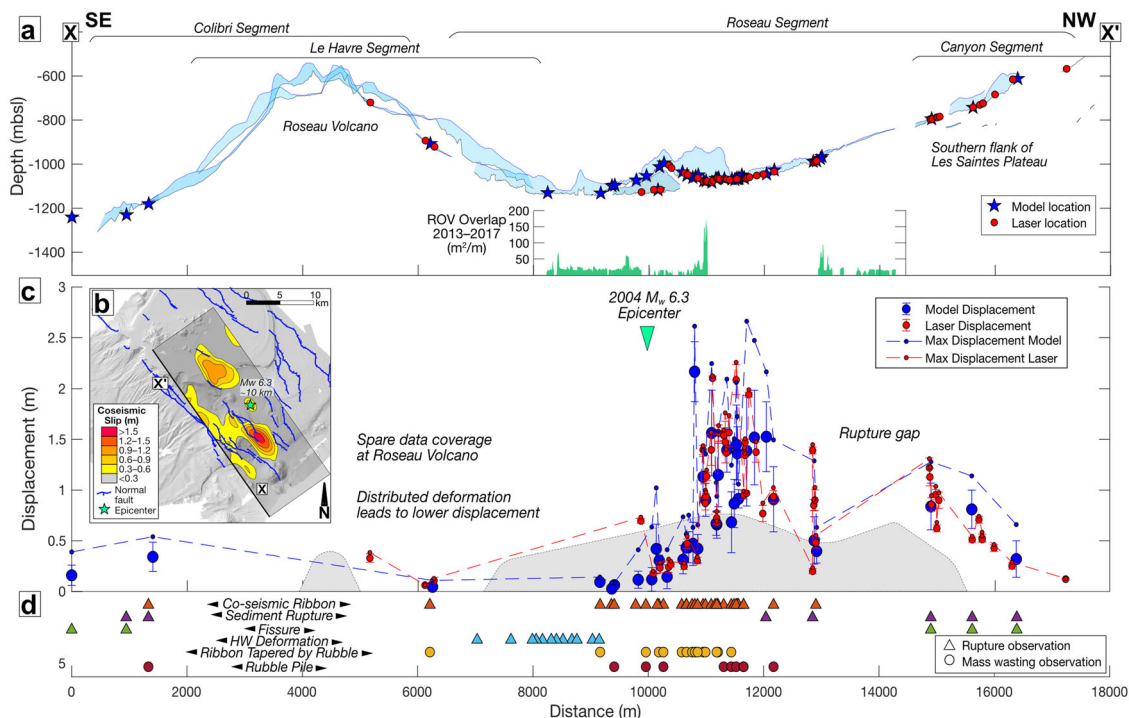 a
X
SE
NW
X'
Colibri Segment
Roseau Segment
Le Havre Segment
Canyon Segment
Depth (mbsl)
-600
-800
-1000
-1200
-1400
Roseau Volcano
Southern flank of
Les Saintes Plateau
ROV Overlap
2013–2017
(m²/m)
200
150
100
50
0
Model location
Laser location
c
Displacement (m)
3
2.5
2
1.5
1
0.5
0
b
0 5 10
km
X'
Mw 6.3
~10 km
Coseismic
Slip (m)
>1.5
1.2–1.5
0.9–1.2
0.6–0.9
0.3–0.6
<0.3
Normal
fault
Epicenter
X
N
2004 Mw 6.3
Epicenter
Model Displacement
Laser Displacement
Max Displacement Model
Max Displacement Laser
Spare data coverage
at Roseau Volcano
Distributed deformation
leads to lower displacement
Rupture gap
d
Co-seismic Ribbon
Sediment Rupture
Fissure
HW Deformation
Ribbon Tapered by Rubble
Rubble Pile
5
Rupture observation
Mass wasting observation
0 2000 4000 6000 8000 10000 12000 14000 16000 18000
Distance (m)